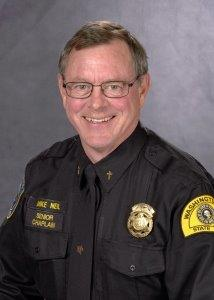 MIKE NEIL
SENIOR
CHAPLAIN
WASHINGTON
STATE